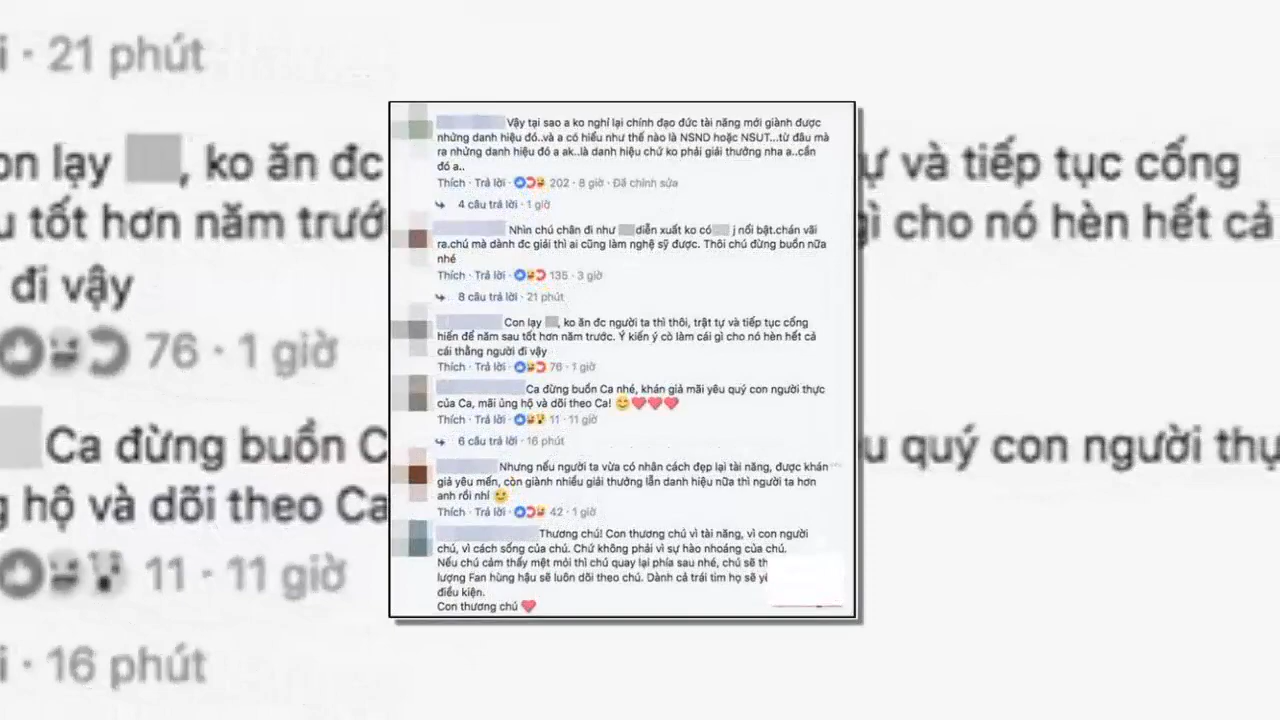 i · 21 phút
on lạy , ko ăn đc
u tốt hơn năm trướ
đi vậy
76 · 1 giờ
Ca đừng buồn C
g hộ và dõi theo Ca
11 · 11 giờ
i · 16 phút
Vậy tại sao a ko nghĩ lại chính đạo đức tài năng mới giành được
những danh hiệu đó..và a có hiểu như thế nào là NSND hoặc NSUT...từ đâu mà
ra những danh hiệu đó a ak..là danh hiệu chứ ko phải giải thưởng nha a..cần
đó a..
Thích · Trả lời · 202 · 8 giờ · Đã chỉnh sửa
4 câu trả lời · 1 giờ
Nhìn chú chân đi như diễn xuất ko có j nổi bật.chán vãi
ra.chú mà dành đc giải thì ai cũng làm nghệ sỹ được. Thôi chú đừng buồn nữa
nhé
Thích · Trả lời · 135 · 3 giờ
8 câu trả lời · 21 phút
Con lạy , ko ăn đc người ta thì thôi, trật tự và tiếp tục cống
hiến để năm sau tốt hơn năm trước. Ý kiến ý cò làm cái gì cho nó hèn hết cả
cái thằng người đi vậy
Thích · Trả lời · 76 · 1 giờ
Ca đừng buồn Ca nhé, khán giả mãi yêu quý con người thực
của Ca, mãi ủng hộ và dõi theo Ca! 😊❤❤❤
Thích · Trả lời · 11 · 11 giờ
6 câu trả lời · 16 phút
Nhưng nếu người ta vừa có nhân cách đẹp lại tài năng, được khán
giả yêu mến, còn giành nhiều giải thưởng lẫn danh hiệu nữa thì người ta hơn
anh rồi nhỉ 😆
Thích · Trả lời · 42 · 1 giờ
Thương chú! Con thương chú vì tài năng, vì con người
chú, vì cách sống của chú. Chứ không phải vì sự hào nhoáng của chú.
Nếu chú cảm thấy mệt mỏi thì chú quay lại phía sau nhé, chú sẽ th
lượng Fan hùng hậu sẽ luôn dõi theo chú. Dành cả trái tim họ sẽ yê
điều kiện.
Con thương chú ❤
ự và tiếp tục cống
gì cho nó hèn hết cả
u quý con người thự